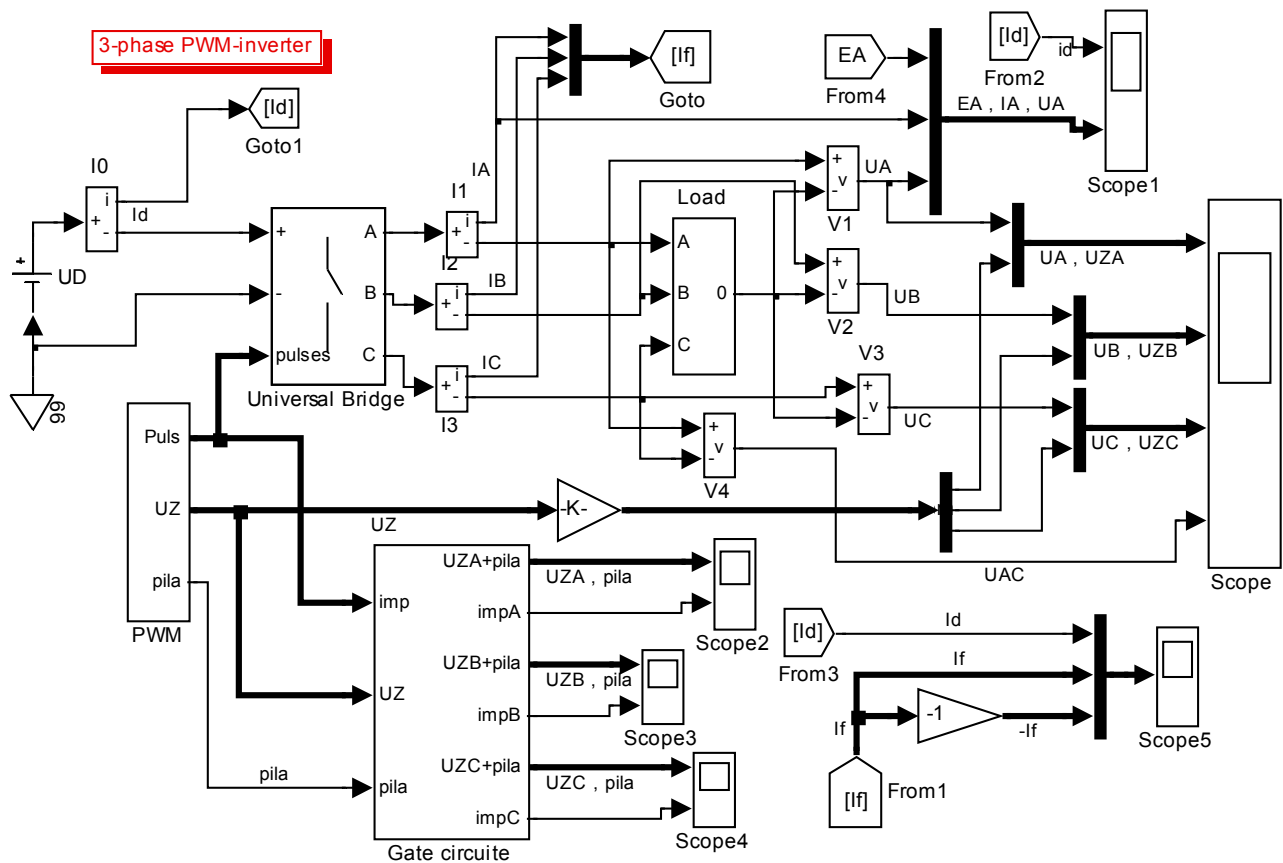 3-phase PWM-inverter
[Id]
Goto1
I0
i
+
-
Id
+
UD
99
+
-
pulses
A
B
C
Universal Bridge
IA
I1
i
+
-
I2
IB
i
+
-
IC
i
+
-
I3
[If]
Goto
EA
From4
[Id]
id
From2
EA , IA , UA
Scope1
Load
A
B
C
0
+
-
v
UA
V1
+
-
v
UB
V2
V3
+
-
v
UC
+
-
v
V4
UA , UZA
UB , UZB
UC , UZC
UAC
Scope
Puls
UZ
pila
PWM
UZ
-K-
pila
imp
UZ
pila
UZA+pila
impA
UZB+pila
impB
UZC+pila
impC
Gate circuite
UZA , pila
Scope2
UZB , pila
Scope3
UZC , pila
Scope4
[Id]
From3
Id
If
If
-1
-If
[If]
From1
Scope5